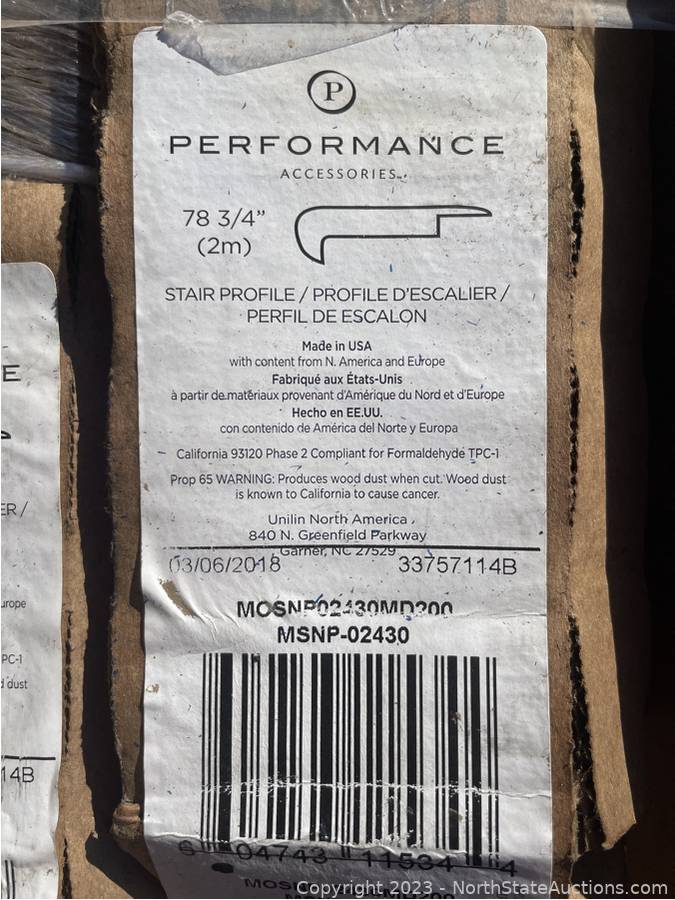 P
PERFORMANCE
ACCESSORIES
78 3/4”
(2m)
STAIR PROFILE / PROFILE D'ESCALIER /
PERFIL DE ESCALON
Made in USA
with content from N. America and Europe
Fabriqué aux États-Unis
à partir de matériaux provenant d'Amérique du Nord et d'Europe
Hecho en EE.UU.
con contenido de América del Norte y Europa
California 93120 Phase 2 Compliant for Formaldehyde TPC-1
Prop 65 WARNING: Produces wood dust when cut. Wood dust
is known to California to cause cancer.
Unilin North America
840 N. Greenfield Parkway
Garner, NC 27529
03/06/2018 33757114B
MOSNP02430MD200
MSNP-02430
6 04743 11534 4
E
ER /
urope
PC-1
d dust
14B
Copyright 2023 - NorthStateAuctions.com